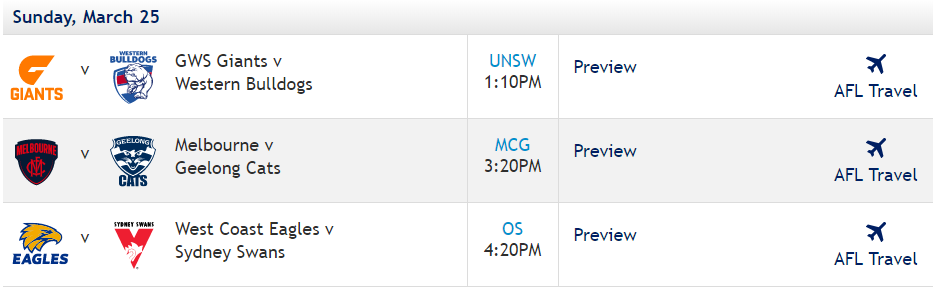 Sunday, March 25
GIANTS
v
WESTERN
BULLDOGS
GWS Giants v
Western Bulldogs
UNSW
1:10PM
Preview
AFL Travel
MELBOURNE
v
GEELONG
CATS
Melbourne v
Geelong Cats
MCG
3:20PM
Preview
AFL Travel
EAGLES
v
SYDNEY SWANS
West Coast Eagles v
Sydney Swans
OS
4:20PM
Preview
AFL Travel